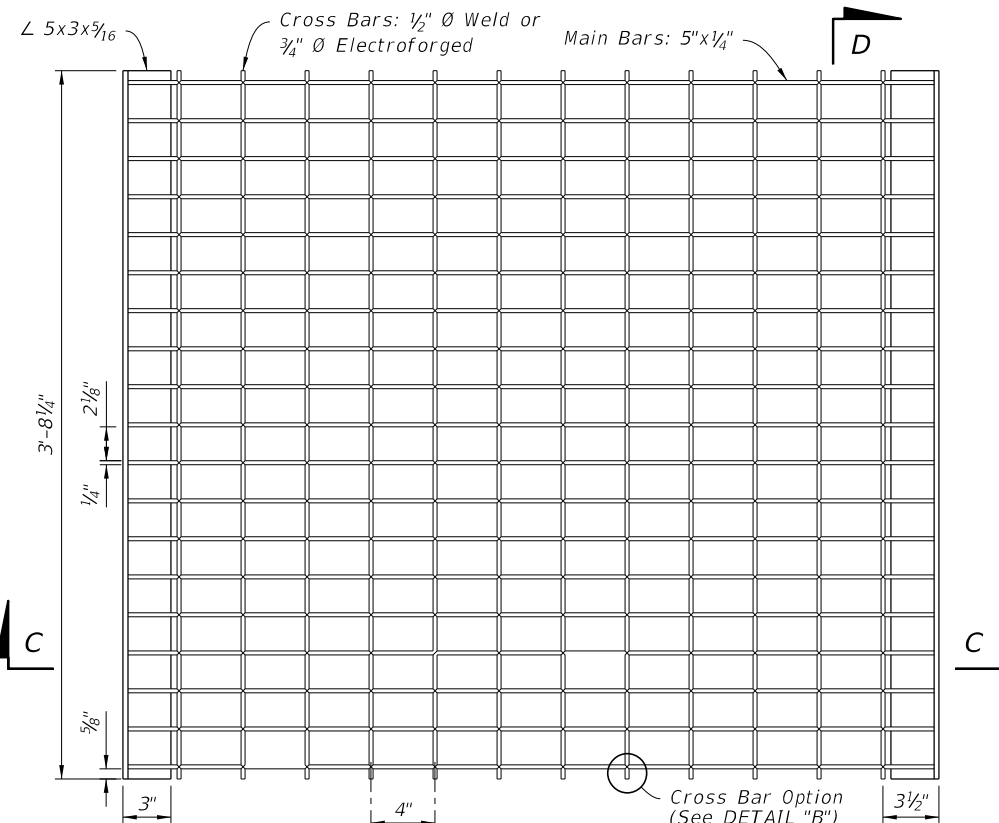 ∠ 5x3x5⁄16
Cross Bars: ½" Ø Weld or
¾" Ø Electroforged
Main Bars: 5"x¼"
D
3'-8¼"
2⅛"
¼"
C
C
⅝"
3"
4"
Cross Bar Option
(See DETAIL "B")
3½"